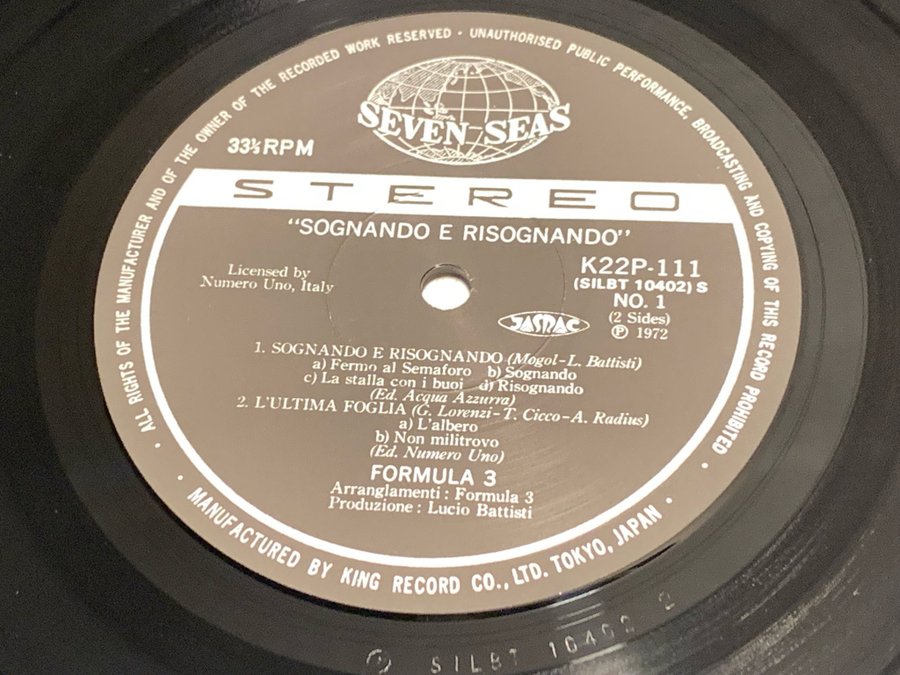 • ALL RIGHTS OF THE MANUFACTURER AND OF THE OWNER OF THE RECORDED WORK RESERVED • UNAUTHORISED PUBLIC PERFORMANCE, BROADCASTING AND COPYING OF THIS RECORD PROHIBITED •
SEVEN SEAS
33⅓RPM
STEREO
"SOGNANDO E RISOGNANDO"
Licensed by
Numero Uno, Italy
K22P-111
(SILBT 10402) S
NO. 1
(2 Sides)
Ⓟ 1972
JASRAC
1. SOGNANDO E RISOGNANDO (Mogol-L. Battisti)
a) Fermo al Semaforo b) Sognando
c) La stalla con i buoi d) Risognando
(Ed. Acqua Azzurra)
2. L'ULTIMA FOGLIA (G. Lorenzi-T. Cicco-A. Radius)
a) L'albero
b) Non militrovo
(Ed. Numero Uno)
FORMULA 3
Arranglamenti : Formula 3
Produzione : Lucio Battisti
• MANUFACTURED BY KING RECORD CO., LTD. TOKYO, JAPAN •
SILBT 10402 2